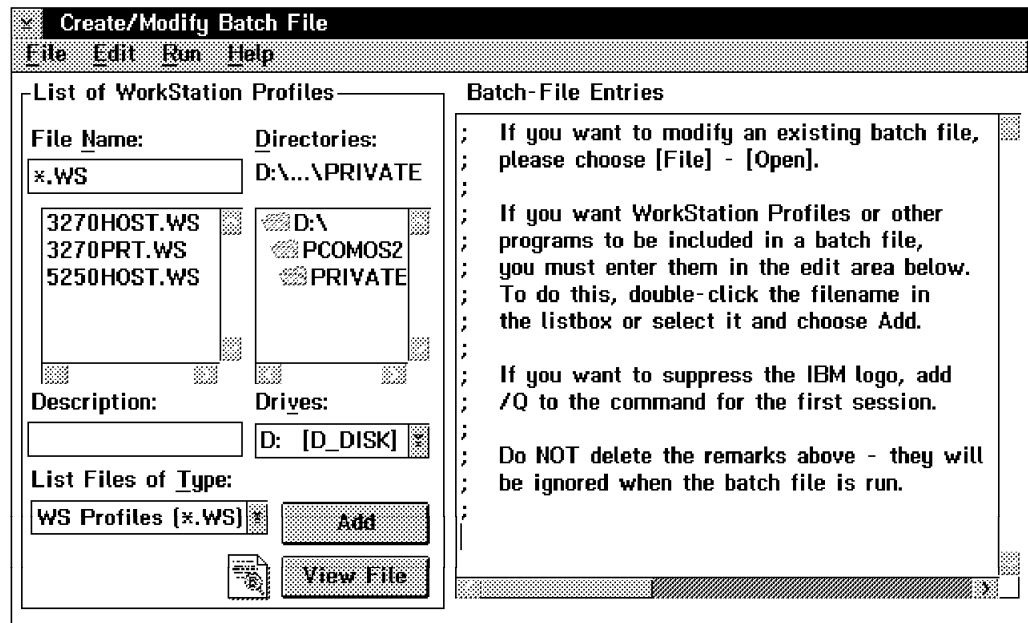 Create/Modify Batch File
File Edit Run Help
List of WorkStation Profiles
File Name:
Directories:
*.WS
D:\...\PRIVATE
3270HOST.WS
3270PRT.WS
5250HOST.WS
D:\
PCOMOS2
PRIVATE
Description:
Drives:
D: [D_DISK]
List Files of Type:
WS Profiles (*.WS)
Add
View File
Batch-File Entries
; If you want to modify an existing batch file,
; please choose [File] - [Open].
;
; If you want WorkStation Profiles or other
; programs to be included in a batch file,
; you must enter them in the edit area below.
; To do this, double-click the filename in
; the listbox or select it and choose Add.
;
; If you want to suppress the IBM logo, add
; /Q to the command for the first session.
;
; Do NOT delete the remarks above - they will
; be ignored when the batch file is run.
;